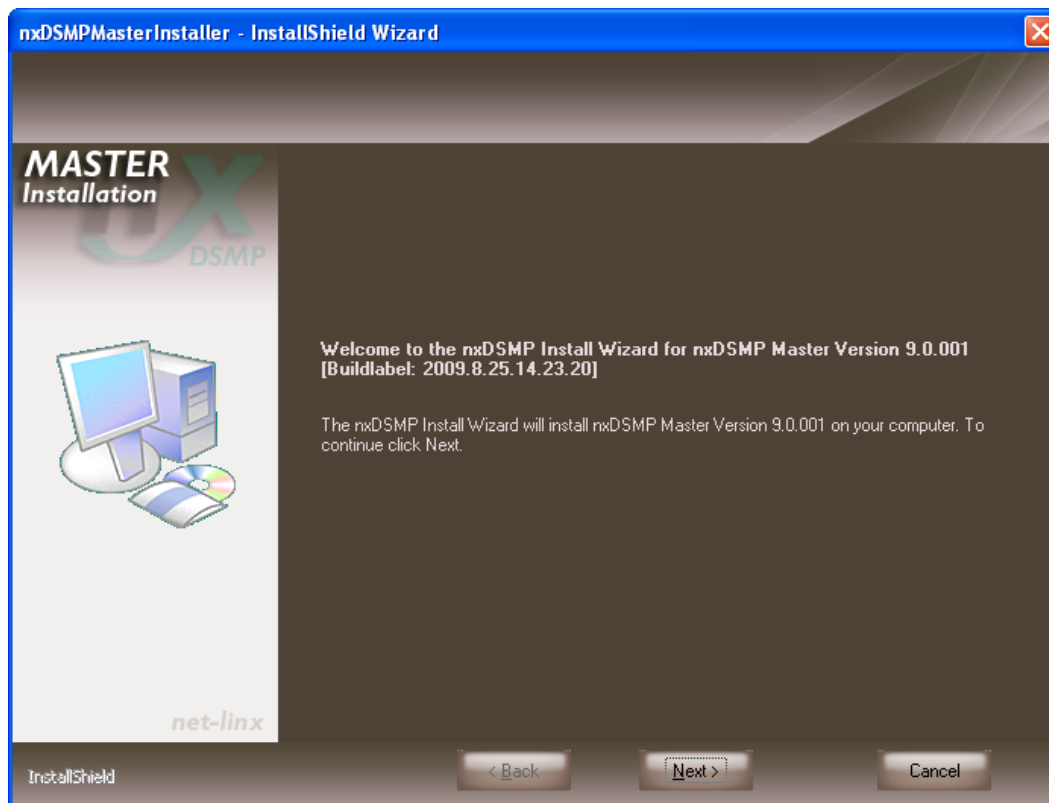 nxDSMPMasterInstaller - InstallShield Wizard
MASTER
Installation
nx
DSMP
Welcome to the nxDSMP Install Wizard for nxDSMP Master Version 9.0.001
[Buildlabel: 2009.8.25.14.23.20]
The nxDSMP Install Wizard will install nxDSMP Master Version 9.0.001 on your computer. To
continue click Next.
net-linx
InstallShield
< Back
Next >
Cancel